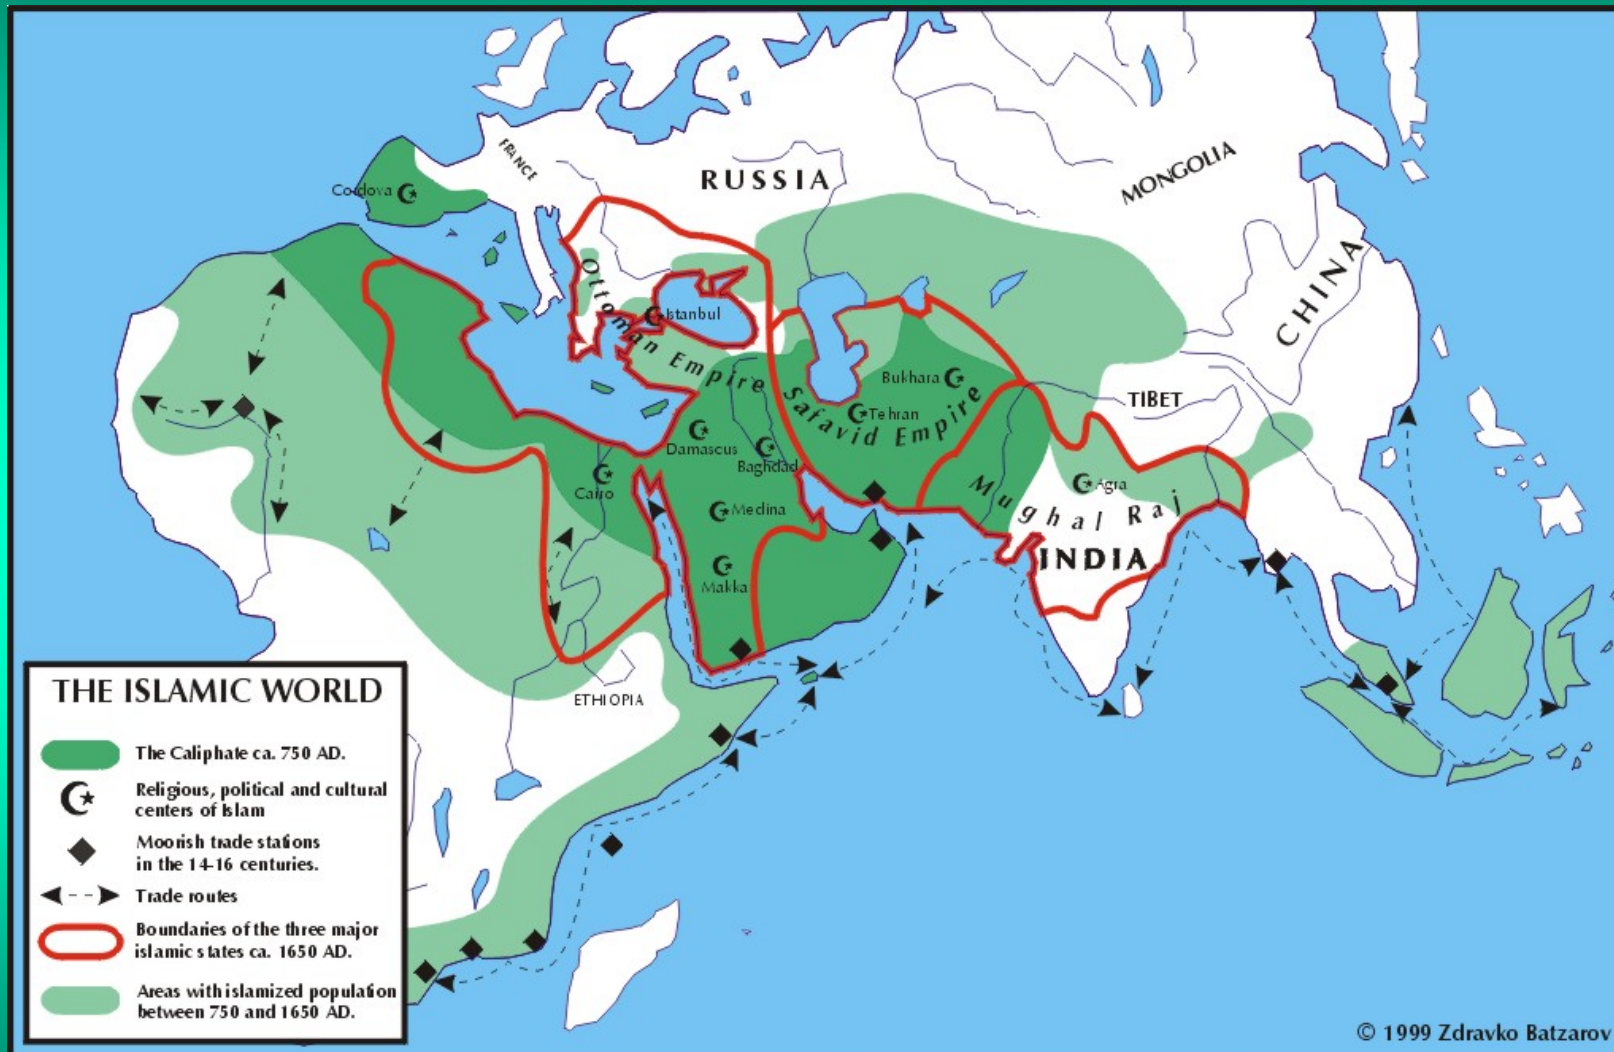 FRANCE
RUSSIA
MONGOLIA
Cordova
CHINA
Ottoman Empire
Istanbul
TIBET
Bukhara
Tehran
Safavid Empire
Damascus
Baghdad
Cairo
Agra
Mughal Raj
Medina
INDIA
Makka
ETHIOPIA
THE ISLAMIC WORLD
The Caliphate ca. 750 AD.
Religious, political and cultural
centers of Islam
Moorish trade stations
in the 14-16 centuries.
Trade routes
Boundaries of the three major
islamic states ca. 1650 AD.
Areas with islamized population
between 750 and 1650 AD.
© 1999 Zdravko Batzarov